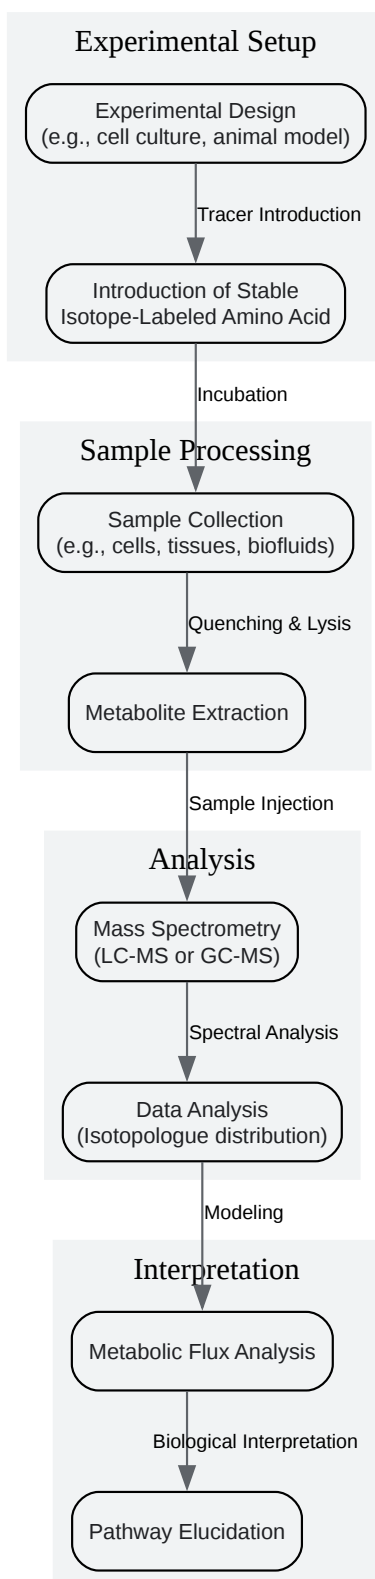 Experimental Setup
Experimental Design
(e.g., cell culture, animal model)
Tracer Introduction
Introduction of Stable
Isotope-Labeled Amino Acid
Incubation
Sample Processing
Sample Collection
(e.g., cells, tissues, biofluids)
Quenching & Lysis
Metabolite Extraction
Sample Injection
Analysis
Mass Spectrometry
(LC-MS or GC-MS)
Spectral Analysis
Data Analysis
(Isotopologue distribution)
Modeling
Interpretation
Metabolic Flux Analysis
Biological Interpretation
Pathway Elucidation